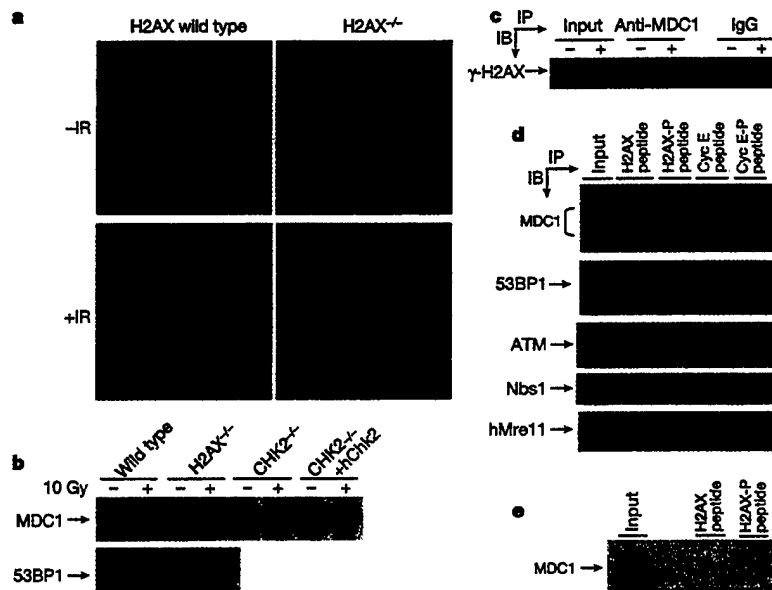 a
H2AX wild type H2AX-/-
–IR
+IR
b
Wild type H2AX-/- CHK2-/- CHK2-/- +hChk2
10 Gy – + – + – + – +
MDC1
53BP1
c
IP
IB
Input Anti-MDC1 IgG
– + – + – +
γ-H2AX
d
IP
IB
Input H2AX peptide H2AX-P peptide Cyc E peptide Cyc E-P peptide
MDC1
53BP1
ATM
Nbs1
hMre11
e
Input H2AX peptide H2AX-P peptide
MDC1